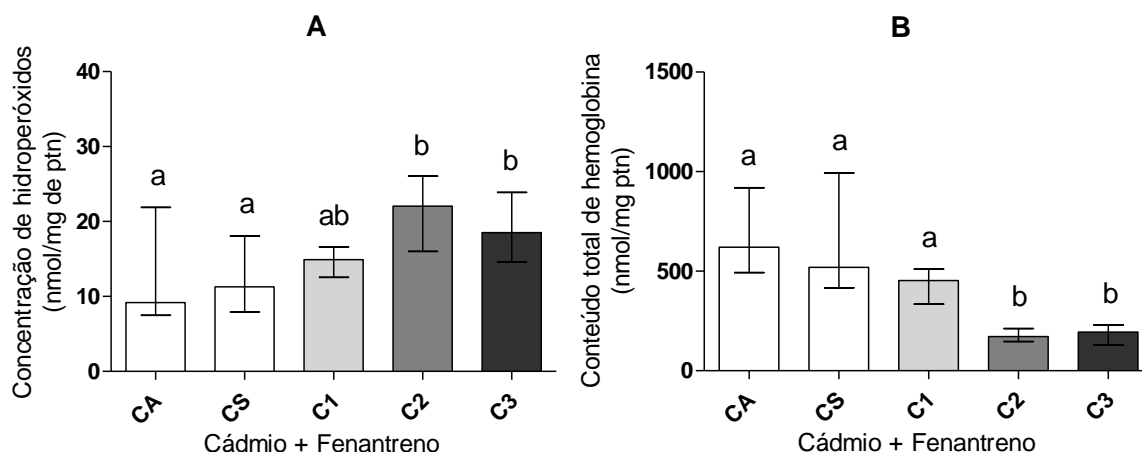 A
Concentração de hidroperóxidos
(nmol/mg de ptn)
40
30
20
10
0
a
a
ab
b
b
CA
CS
C1
C2
C3
Cádmio + Fenantreno
B
Conteúdo total de hemoglobina
(nmol/mg ptn)
1500
1000
500
0
a
a
a
b
b
CA
CS
C1
C2
C3
Cádmio + Fenantreno